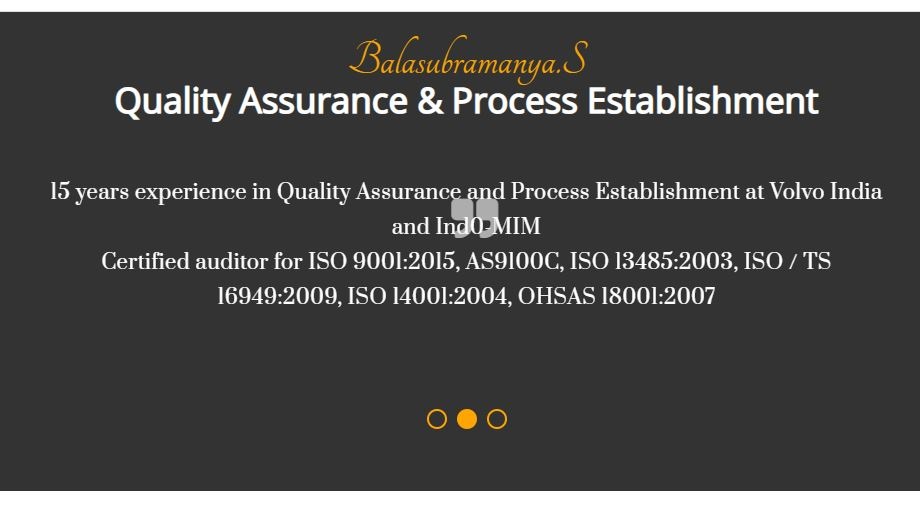 Balasubramanya.S
Quality Assurance & Process Establishment
15 years experience in Quality Assurance and Process Establishment at Volvo India
and Ind0-MIM
Certified auditor for ISO 9001:2015, AS9100C, ISO 13485:2003, ISO / TS
16949:2009, ISO 14001:2004, OHSAS 18001:2007